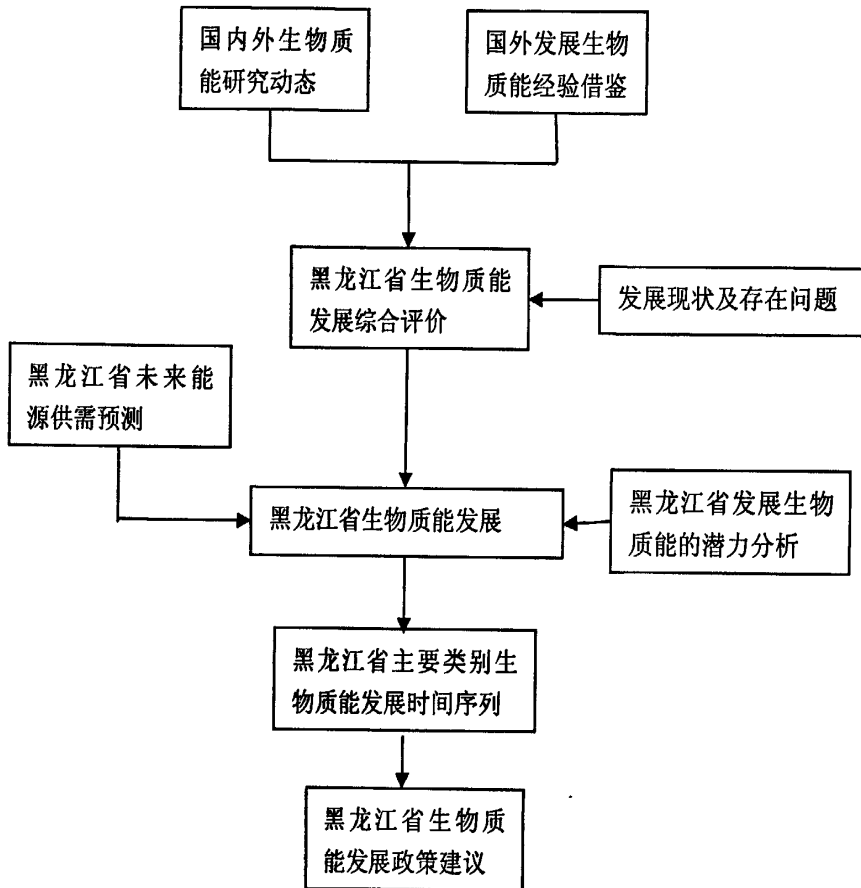 国内外生物质
能研究动态
国外发展生物
质能经验借鉴
黑龙江省生物质能
发展综合评价
发展现状及存在问题
黑龙江省未来能
源供需预测
黑龙江省生物质能发展
黑龙江省发展生物
质能的潜力分析
黑龙江省主要类别生
物质能发展时间序列
黑龙江省生物质
能发展政策建议